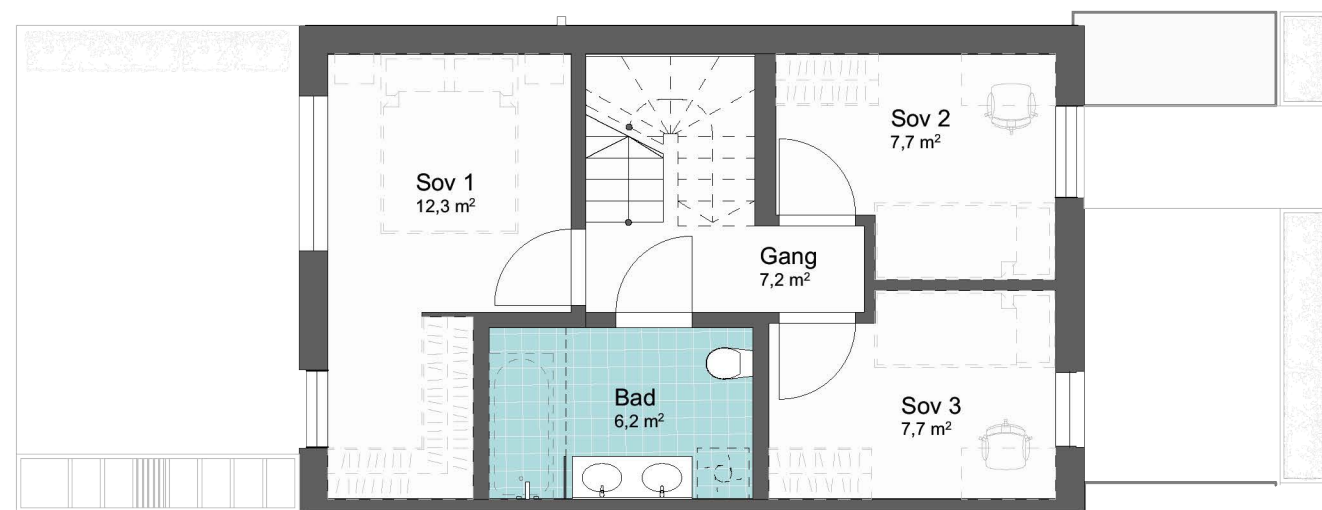 Sov 1
12,3 m²
Sov 2
7,7 m²
Gang
7,2 m²
Bad
6,2 m²
Sov 3
7,7 m²